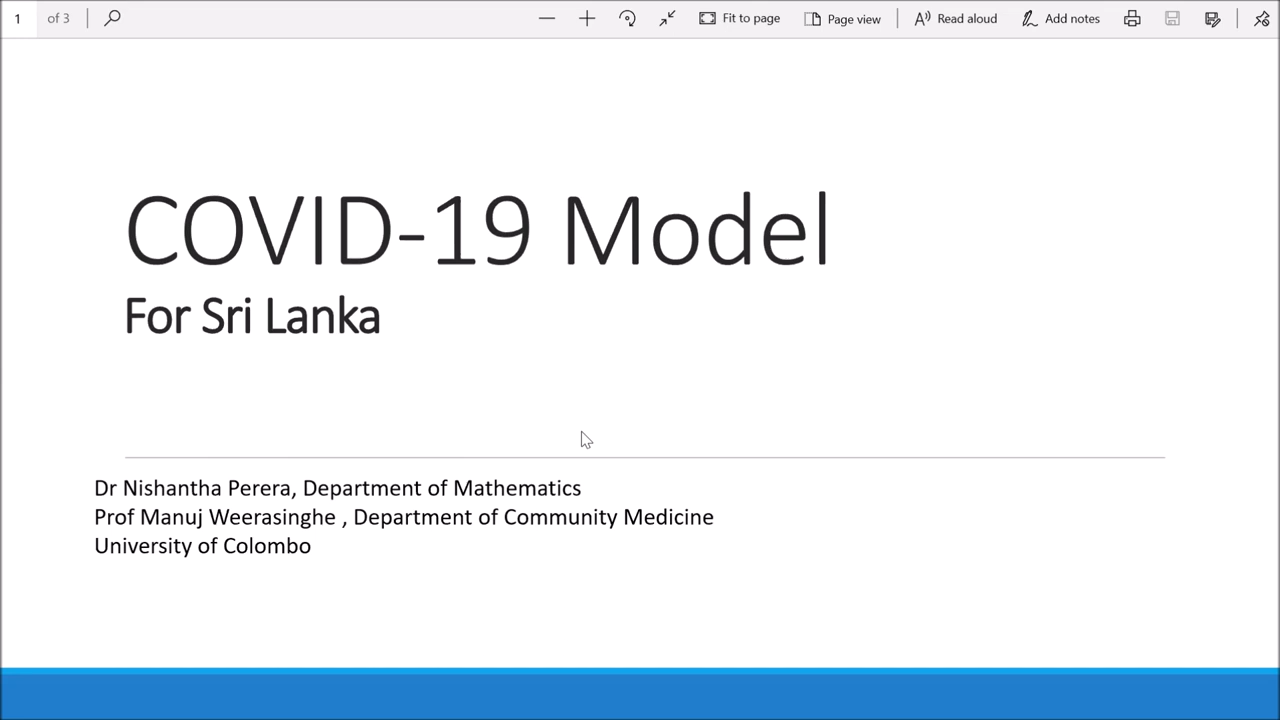 1 of 3 Fit to page Page view Read aloud Add notes
COVID-19 Model
For Sri Lanka
Dr Nishantha Perera, Department of Mathematics
Prof Manuj Weerasinghe , Department of Community Medicine
University of Colombo